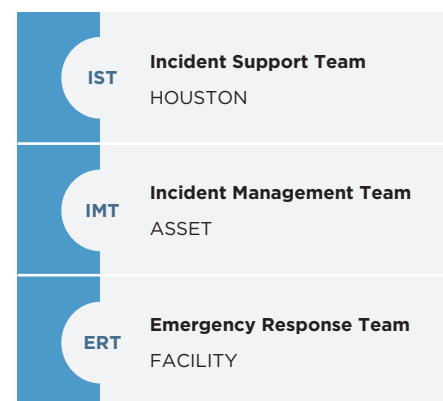 IST
Incident Support Team
HOUSTON
IMT
Incident Management Team
ASSET
ERT
Emergency Response Team
FACILITY